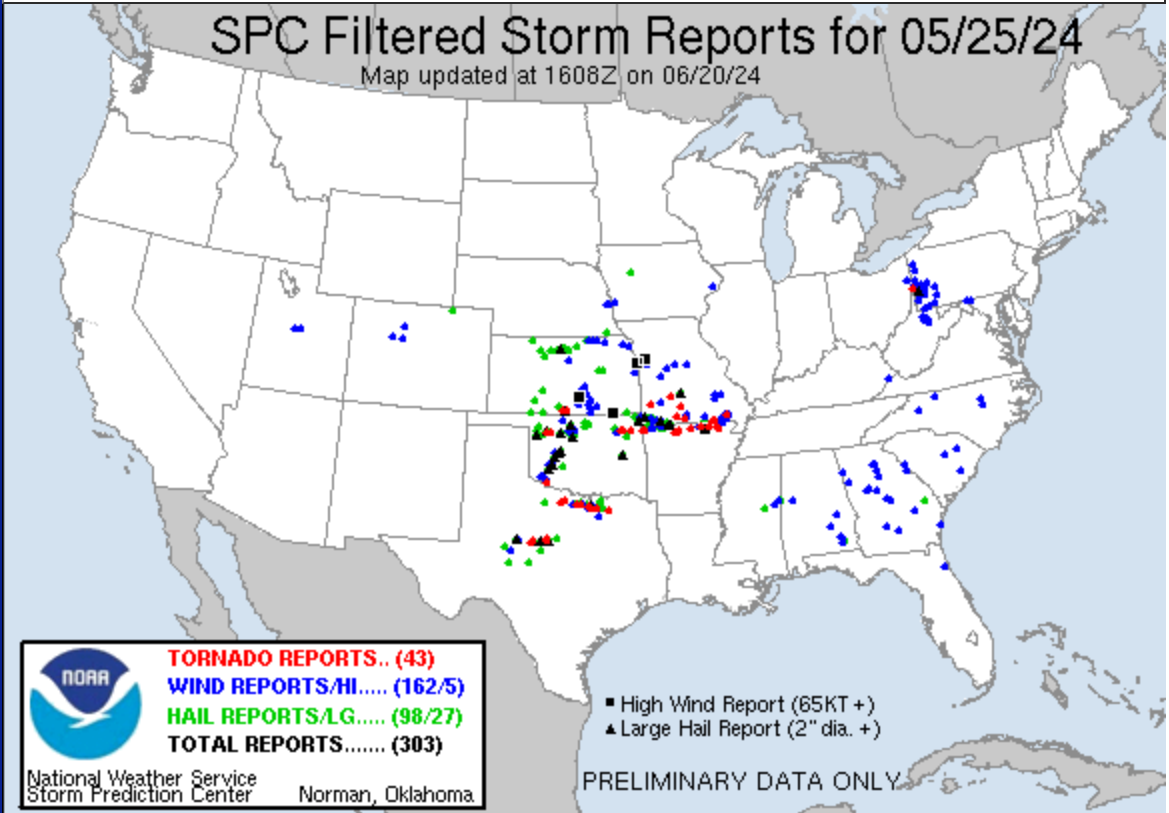 SPC Filtered Storm Reports for 05/25/24
Map updated at 1608Z on 06/20/24
NOAA
TORNADO REPORTS.. (43)
WIND REPORTS/HI..... (162/5)
HAIL REPORTS/LG..... (98/27)
TOTAL REPORTS....... (303)
National Weather Service
Storm Prediction Center Norman, Oklahoma
High Wind Report (65KT +)
Large Hail Report (2" dia. +)
PRELIMINARY DATA ONLY